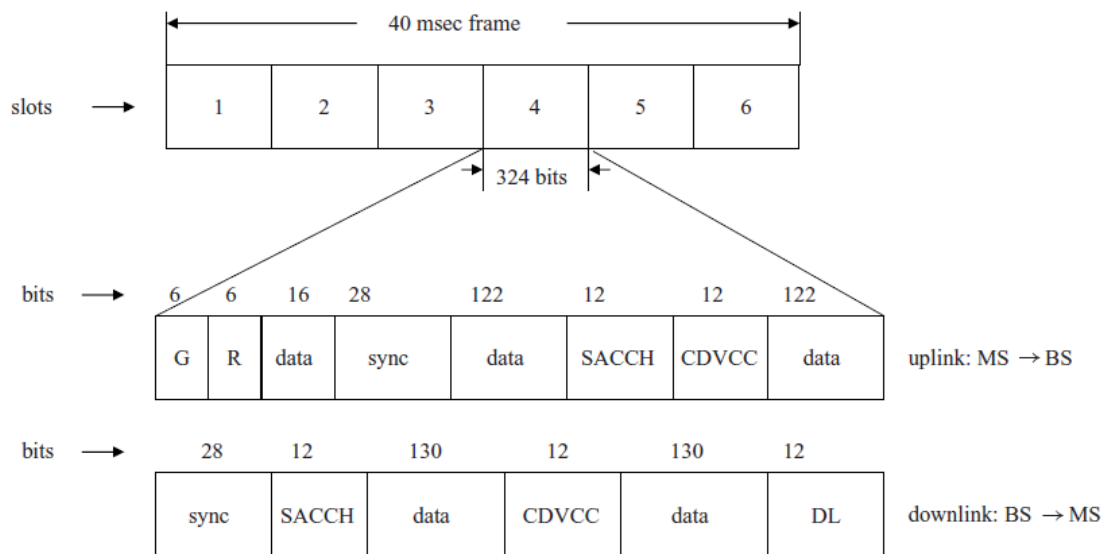 40 msec frame
slots → 1 2 3 4 5 6
324 bits
bits → 6 6 16 28 122 12 12 122
G R data sync data SACCH CDVCC data uplink: MS → BS
bits → 28 12 130 12 130 12
sync SACCH data CDVCC data DL downlink: BS → MS